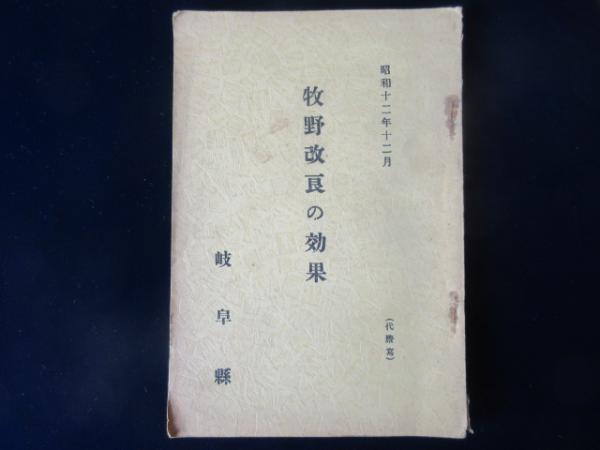 昭和十二年十二月
牧野改良の効果
(代謄寫)
岐阜縣